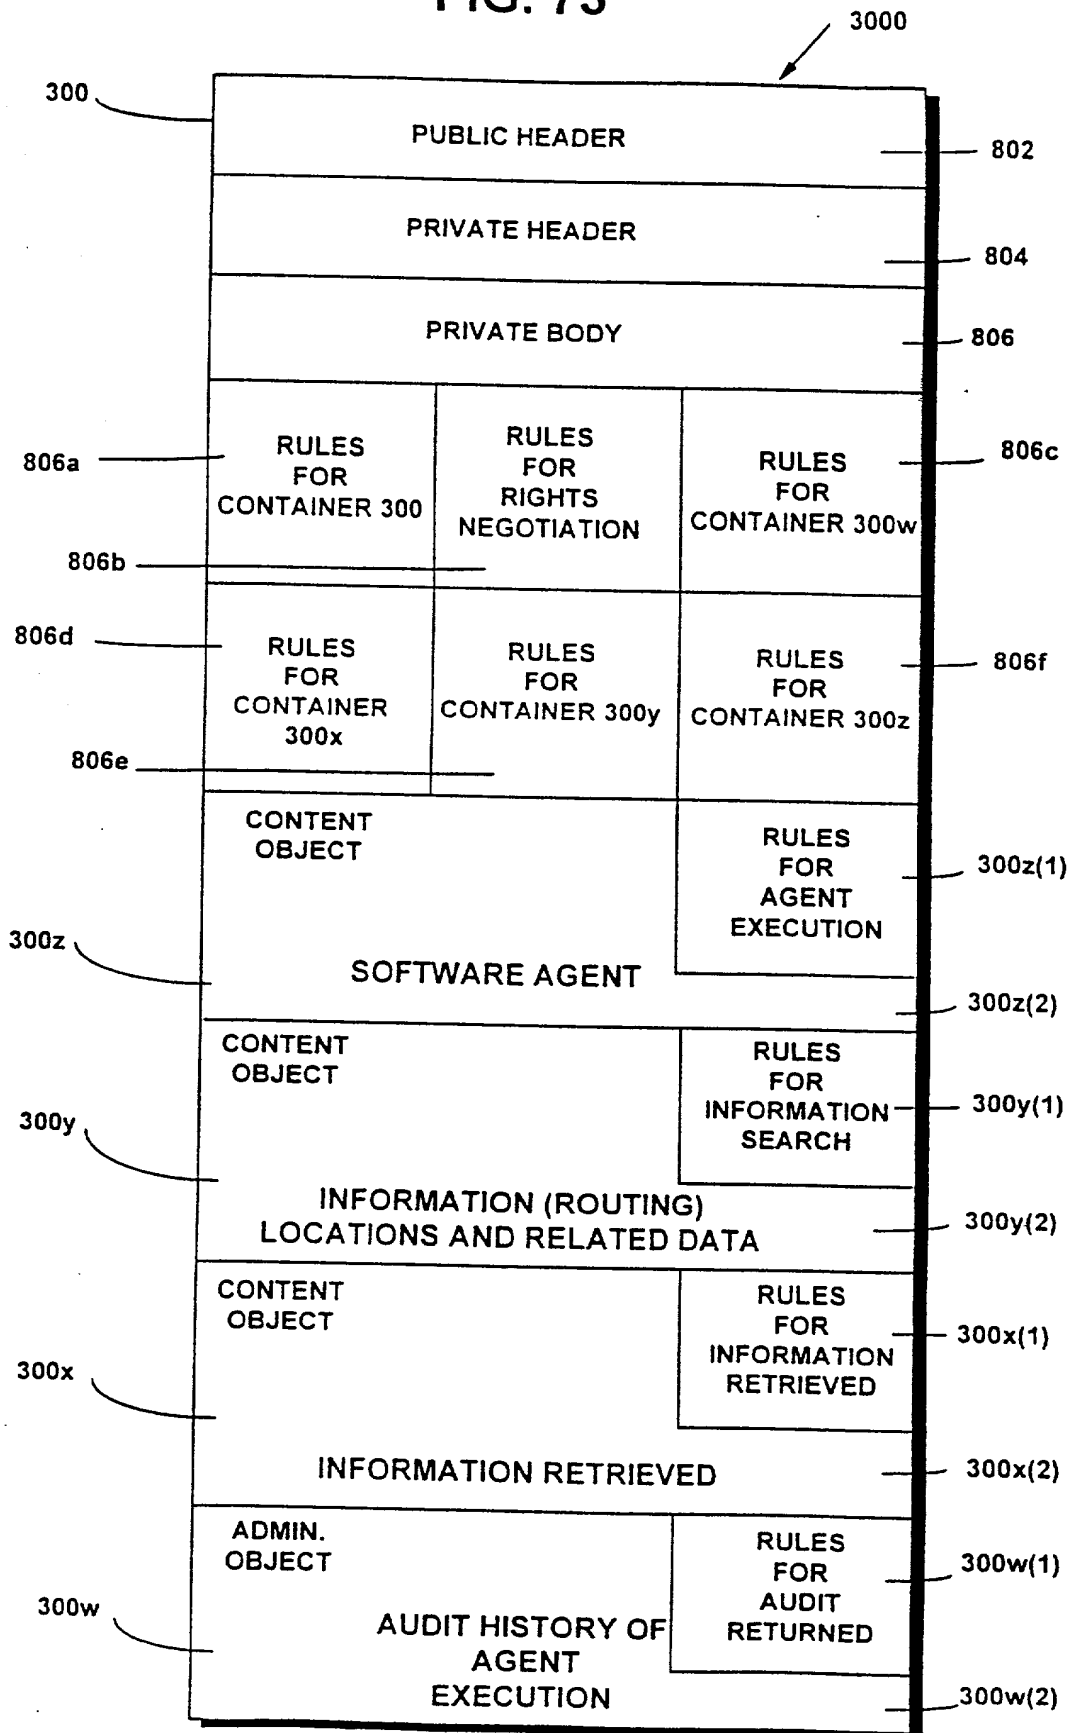 FIG. 73
3000
300
PUBLIC HEADER
802
PRIVATE HEADER
804
PRIVATE BODY
806
806a
RULES
FOR
CONTAINER 300
806b
RULES
FOR
RIGHTS
NEGOTIATION
RULES
FOR
CONTAINER 300w
806c
806d
RULES
FOR
CONTAINER
300x
806e
RULES
FOR
CONTAINER 300y
RULES
FOR
CONTAINER 300z
806f
CONTENT
OBJECT
RULES
FOR
AGENT
EXECUTION
300z(1)
300z
SOFTWARE AGENT
300z(2)
CONTENT
OBJECT
RULES
FOR
INFORMATION
SEARCH
300y(1)
300y
INFORMATION (ROUTING)
LOCATIONS AND RELATED DATA
300y(2)
CONTENT
OBJECT
RULES
FOR
INFORMATION
RETRIEVED
300x(1)
300x
INFORMATION RETRIEVED
300x(2)
ADMIN.
OBJECT
RULES
FOR
AUDIT
RETURNED
300w(1)
300w
AUDIT HISTORY OF
AGENT
EXECUTION
300w(2)